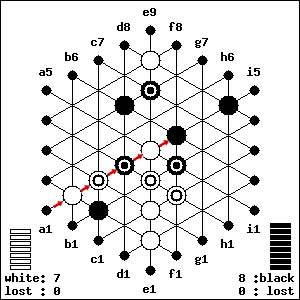 e9
d8 f8
c7 g7
b6 h6
a5 i5
a1 i1
b1 h1
c1 g1
d1 f1
e1
white: 7 8 :black
lost : 0 0 : lost